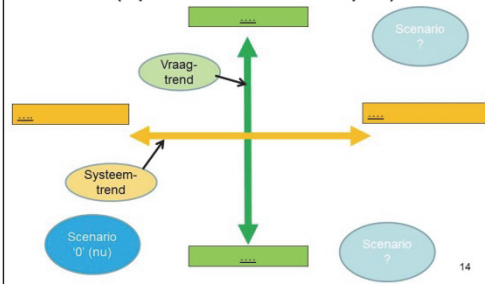 ....
Scenario
?
Vraag-
trend
....
....
Systeem-
trend
Scenario
'0' (nu)
....
Scenario
?
14